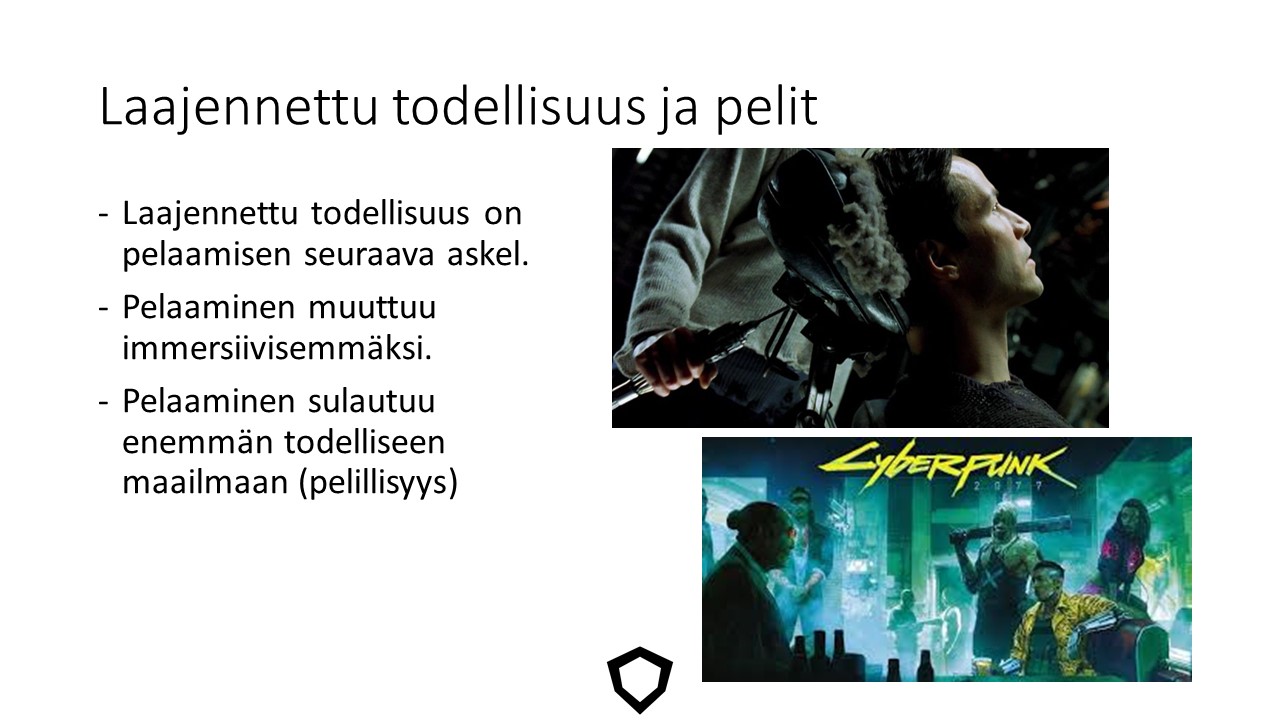 Laajennettu todellisuus ja pelit
- Laajennettu todellisuus on
pelaamisen seuraava askel.
- Pelaaminen muuttuu
immersiivisemmäksi.
- Pelaaminen sulautuu
enemmän todelliseen
maailmaan (pelillisyys)
Cyberpunk
2077